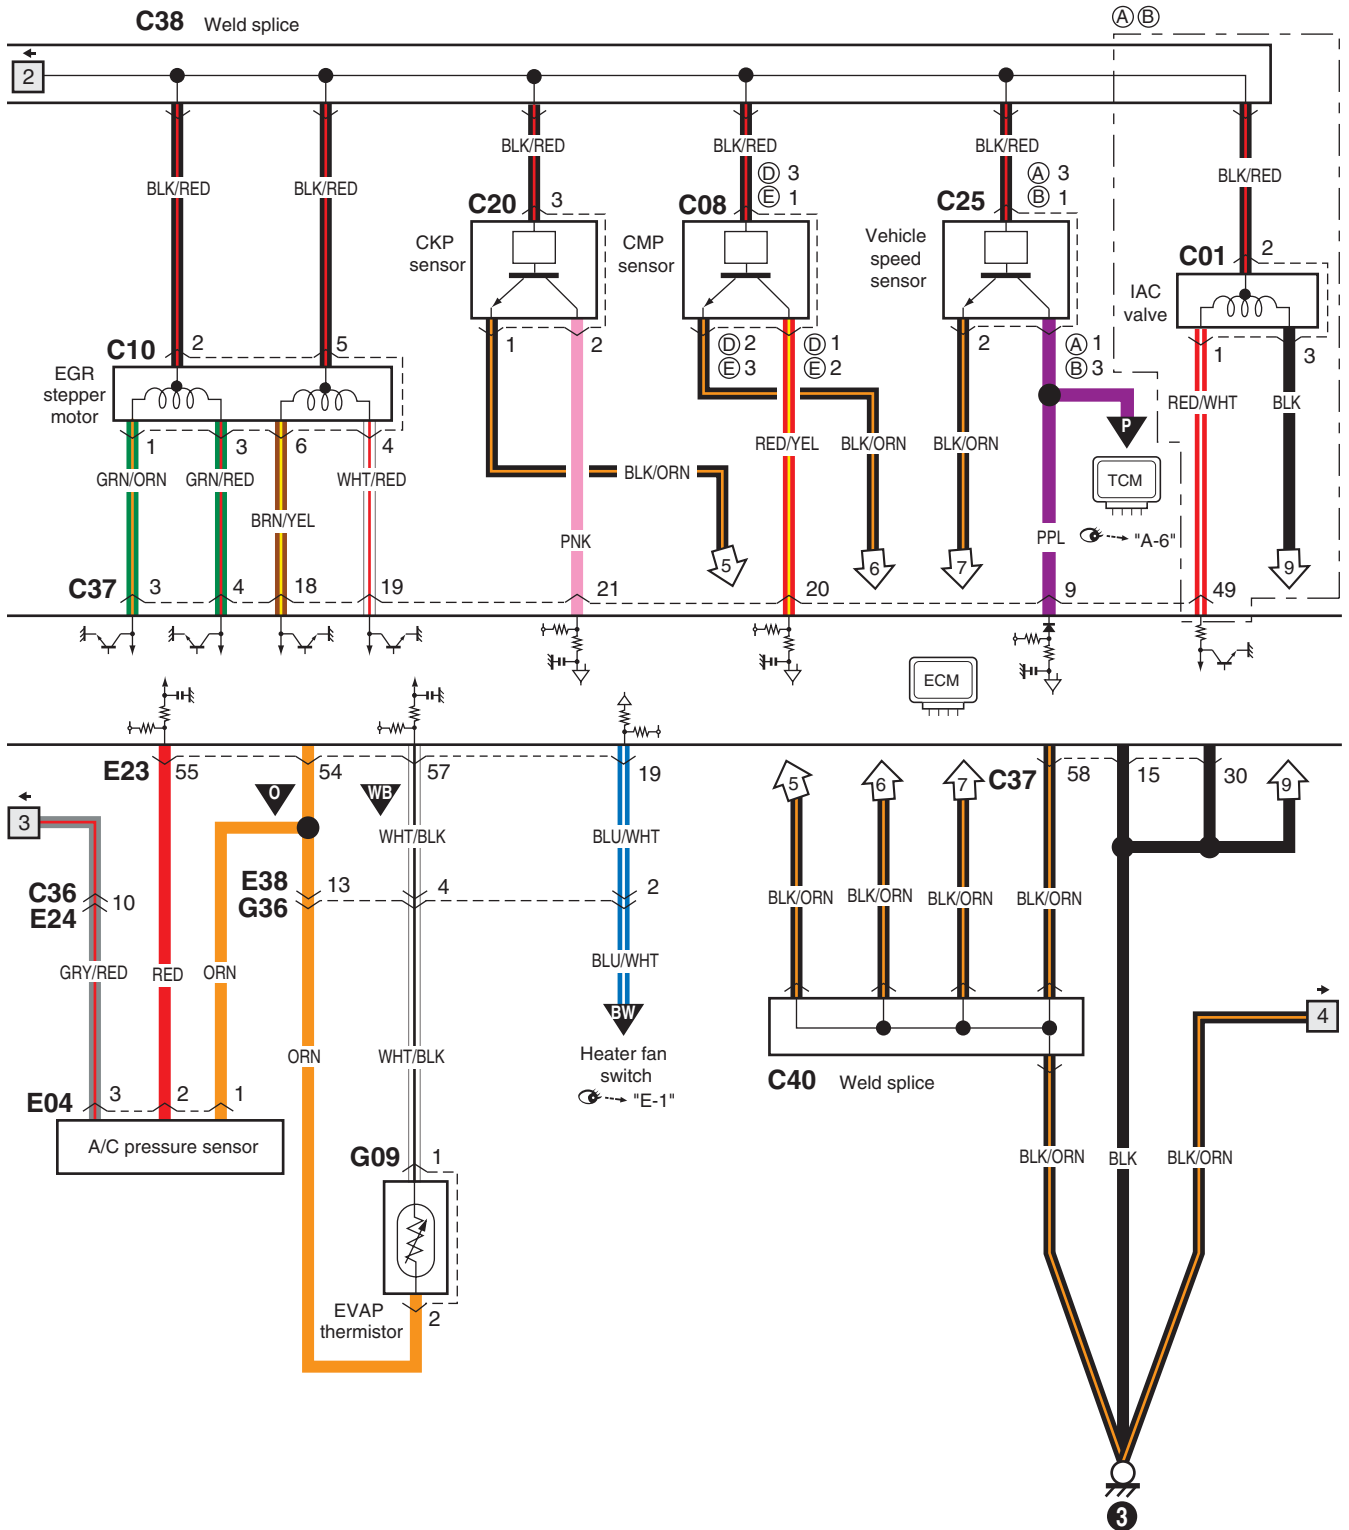 C38 Weld splice
A B
2
BLK/RED BLK/RED BLK/RED BLK/RED BLK/RED BLK/RED
D 3
E 1
A 3
B 1
C20 3
C08
C25
CKP
sensor
CMP
sensor
Vehicle
speed
sensor
C01 2
IAC
valve
C10 2 5
EGR
stepper
motor
1 2
D 2
E 3
D 1
E 2
2
A 1
B 3
1 3
1 3 6 4
P
TCM
"A-6"
GRN/ORN GRN/RED BRN/YEL WHT/RED
BLK/ORN
PNK
RED/YEL
BLK/ORN
BLK/ORN
PPL
RED/WHT
BLK
5 6 7 9
C37 3 4 18 19 21 20 9 49
ECM
E23 55 54 57 19
5 6 7
C37 58 15 30
9
O
WB
3
WHT/BLK
BLU/WHT
C36
E24
10
E38
G36
13 4 2
BLK/ORN BLK/ORN BLK/ORN BLK/ORN
GRY/RED RED ORN
BLU/WHT
BW
Heater fan
switch
"E-1"
4
ORN
WHT/BLK
C40 Weld splice
E04 3 2 1
A/C pressure sensor
G09 1
BLK/ORN BLK BLK/ORN
EVAP
thermistor
2
3